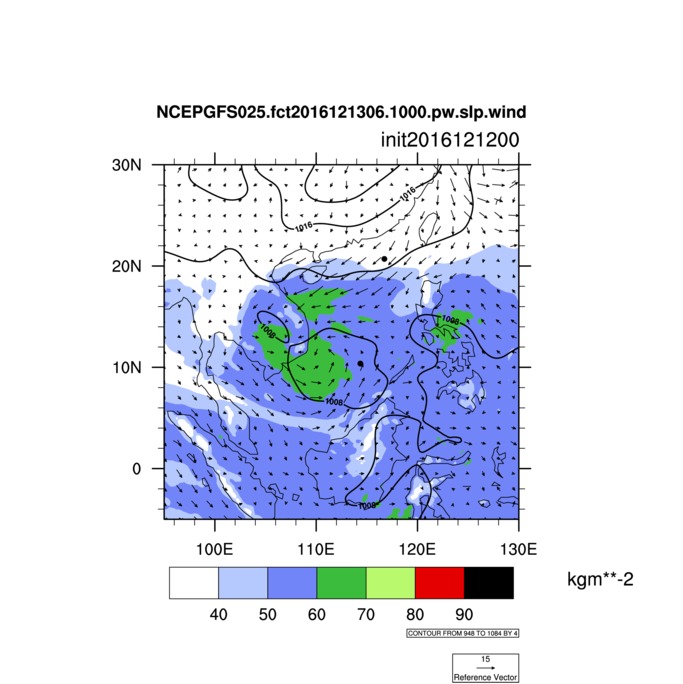 NCEPGFS025.fct2016121306.1000.pw.slp.wind
init2016121200
30N
1016
1016
20N
1008
1008
10N
1008
0
1008
100E 110E 120E 130E
kgm**-2
40 50 60 70 80 90
CONTOUR FROM 948 TO 1084 BY 4
15
Reference Vector